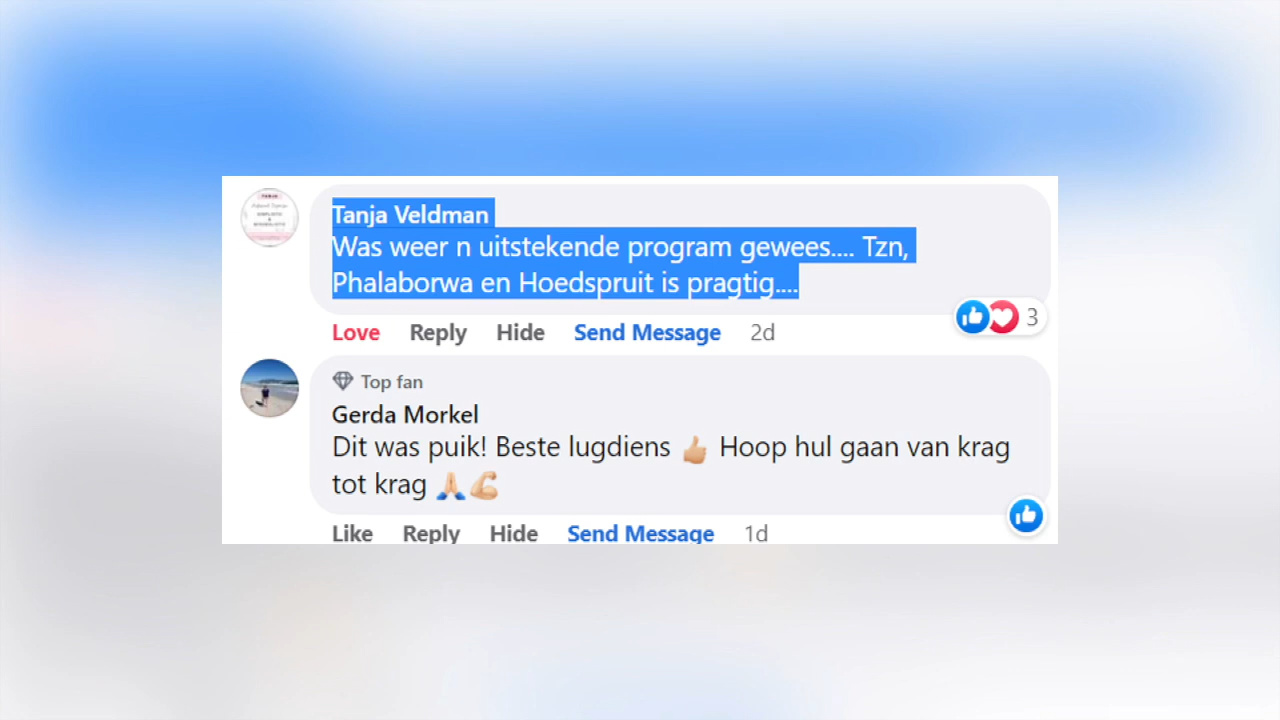 Tanja Veldman
Was weer n uitstekende program gewees.... Tzn,
Phalaborwa en Hoedspruit is pragtig....
3
Love Reply Hide Send Message 2d
Top fan
Gerda Morkel
Dit was puik! Beste lugdiens 👍🏼 Hoop hul gaan van krag
tot krag 🙏🏼💪🏼
Like Reply Hide Send Message 1d